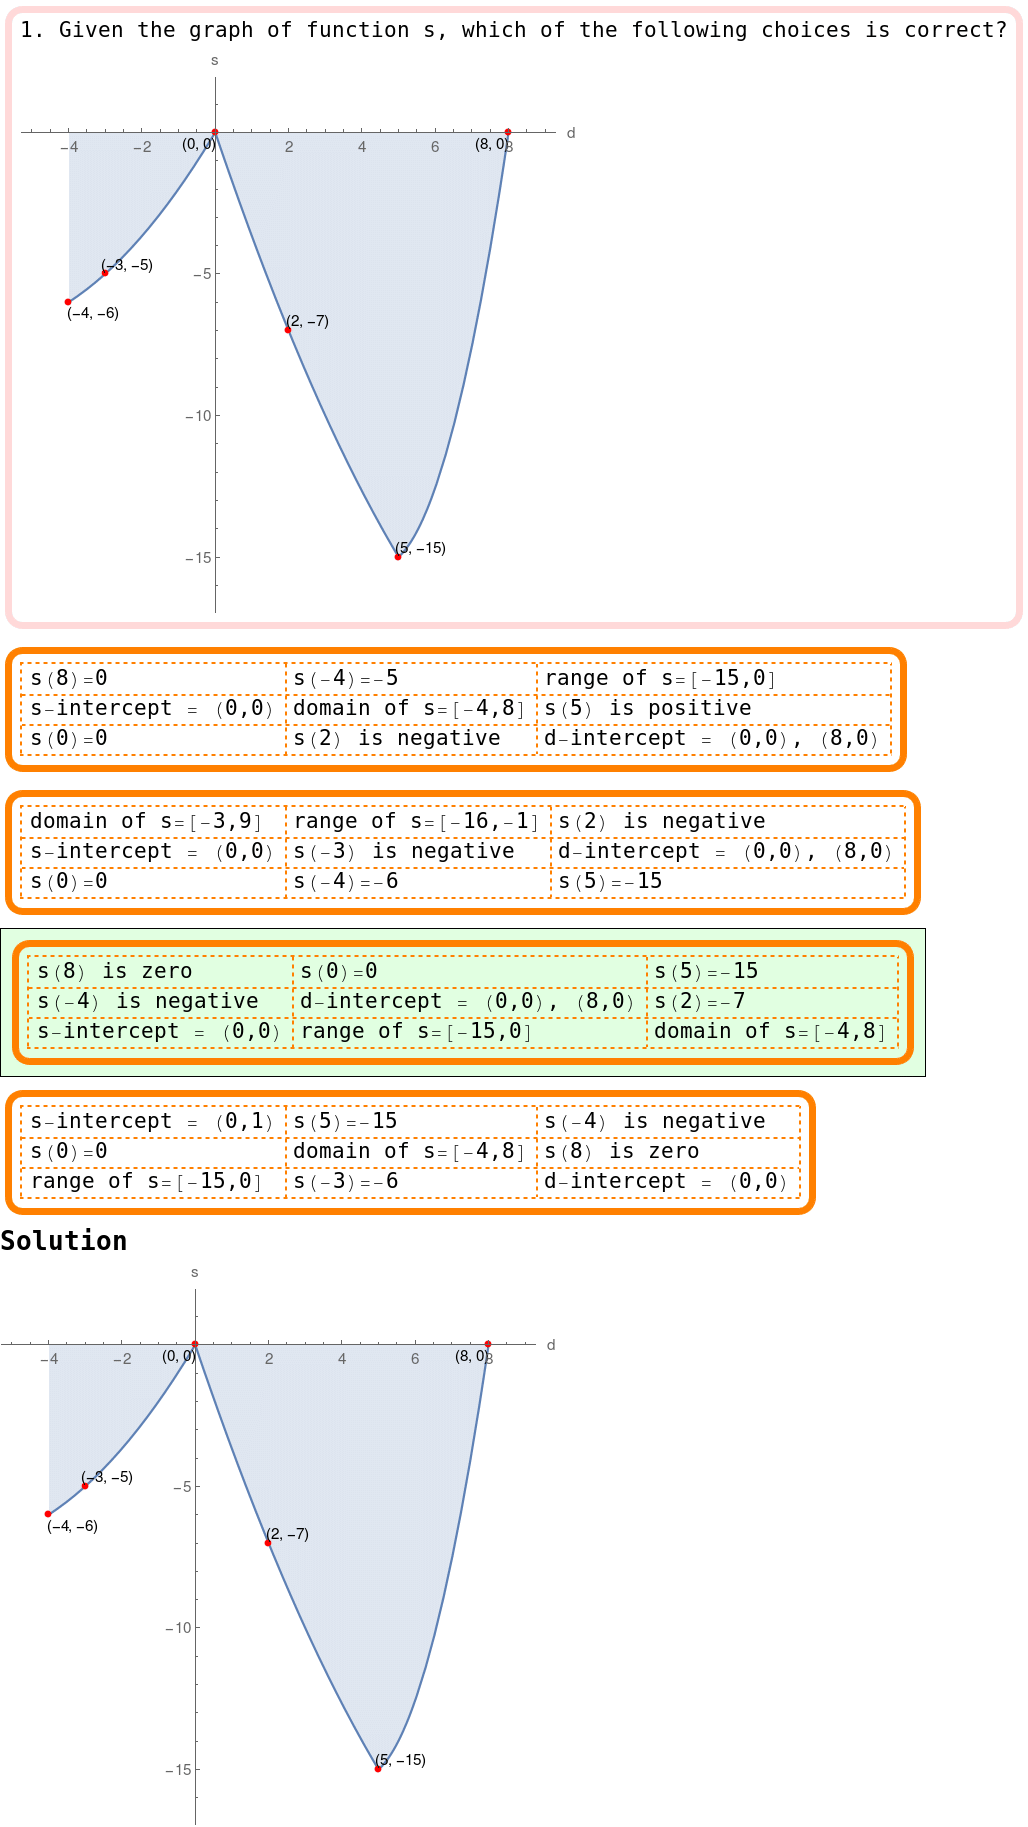 1. Given the graph of function s, which of the following choices is correct?
s
d
−4 −2 2 4 6 8
(0, 0) (8, 0)
(−3, −5)
−5
(−4, −6)
(2, −7)
−10
(5, −15)
−15
s(8)=0 s(-4)=-5 range of s=[-15,0]
s-intercept = (0,0) domain of s=[-4,8] s(5) is positive
s(0)=0 s(2) is negative d-intercept = (0,0), (8,0)
domain of s=[-3,9] range of s=[-16,-1] s(2) is negative
s-intercept = (0,0) s(-3) is negative d-intercept = (0,0), (8,0)
s(0)=0 s(-4)=-6 s(5)=-15
s(8) is zero s(0)=0 s(5)=-15
s(-4) is negative d-intercept = (0,0), (8,0) s(2)=-7
s-intercept = (0,0) range of s=[-15,0] domain of s=[-4,8]
s-intercept = (0,1) s(5)=-15 s(-4) is negative
s(0)=0 domain of s=[-4,8] s(8) is zero
range of s=[-15,0] s(-3)=-6 d-intercept = (0,0)
Solution
s
d
−4 −2 2 4 6 8
(0, 0) (8, 0)
(−3, −5)
−5
(−4, −6)
(2, −7)
−10
(5, −15)
−15